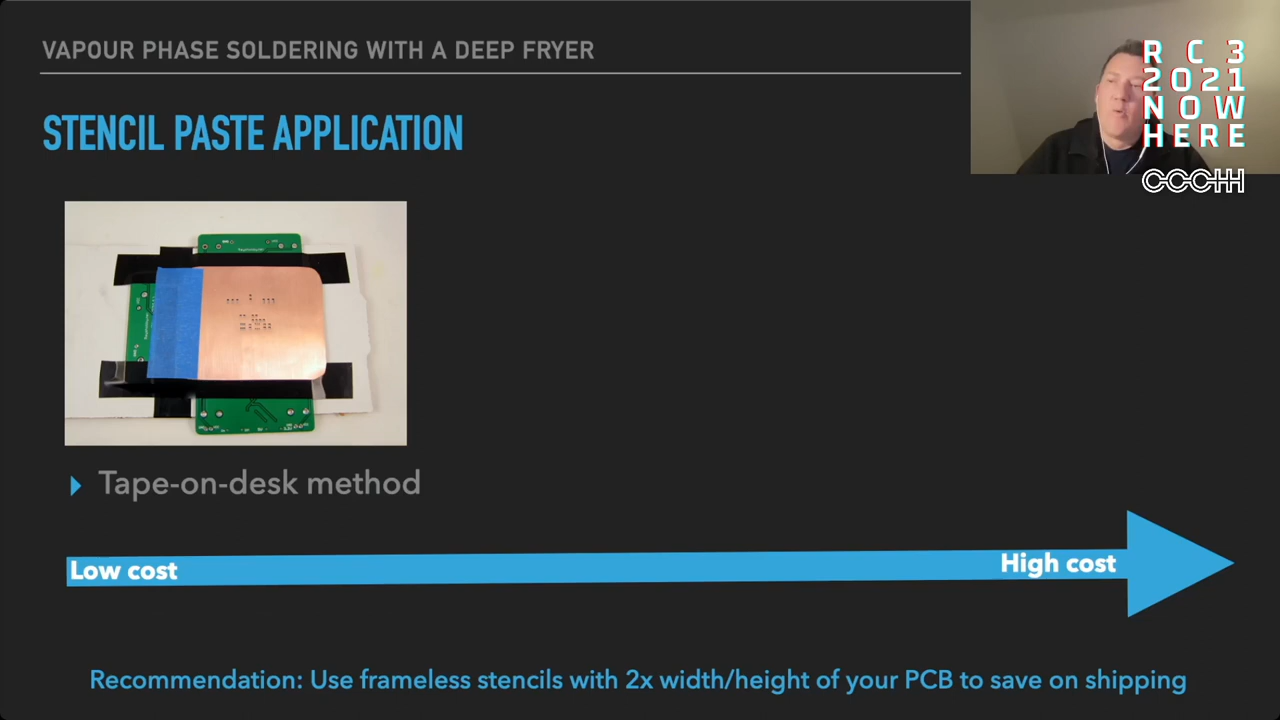 VAPOUR PHASE SOLDERING WITH A DEEP FRYER
R C 3
2 0 2 1
N O W
H E R E
CCCHH
STENCIL PASTE APPLICATION
Tape-on-desk method
Low cost
High cost
Recommendation: Use frameless stencils with 2x width/height of your PCB to save on shipping